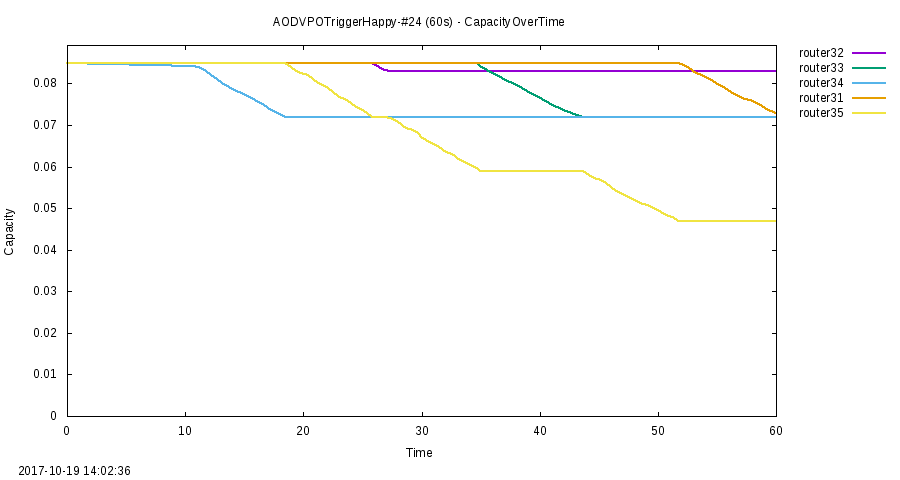 AODVPOTriggerHappy-#24 (60s) - CapacityOverTime
router32
router33
router34
router31
router35
0.08
0.07
0.06
0.05
0.04
0.03
0.02
0.01
0
Capacity
0 10 20 30 40 50 60
Time
2017-10-19 14:02:36